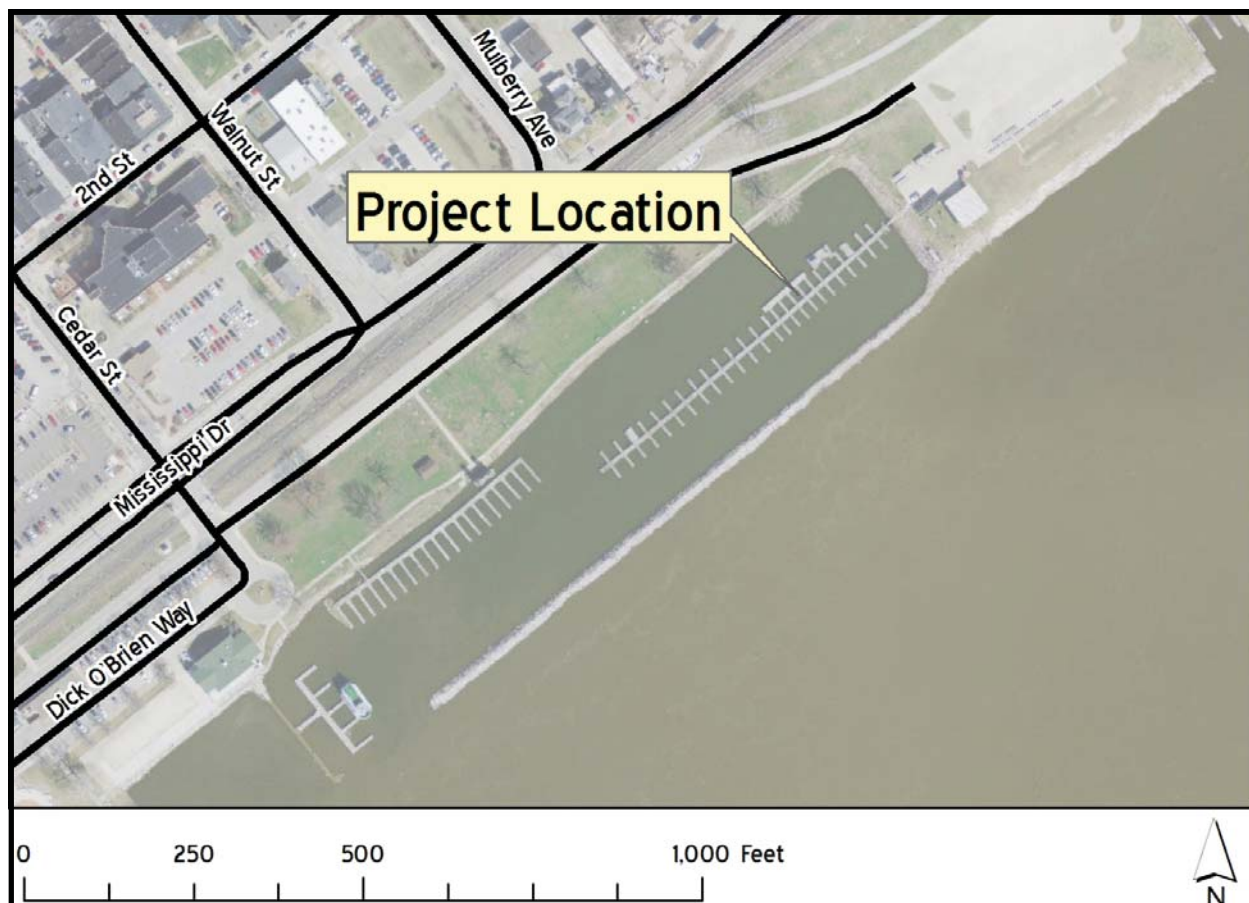 Mulberry Ave
Walnut St
2nd St
Project Location
Cedar St
Mississippi Dr
Dick O'Brien Way
0 250 500 1,000 Feet
N